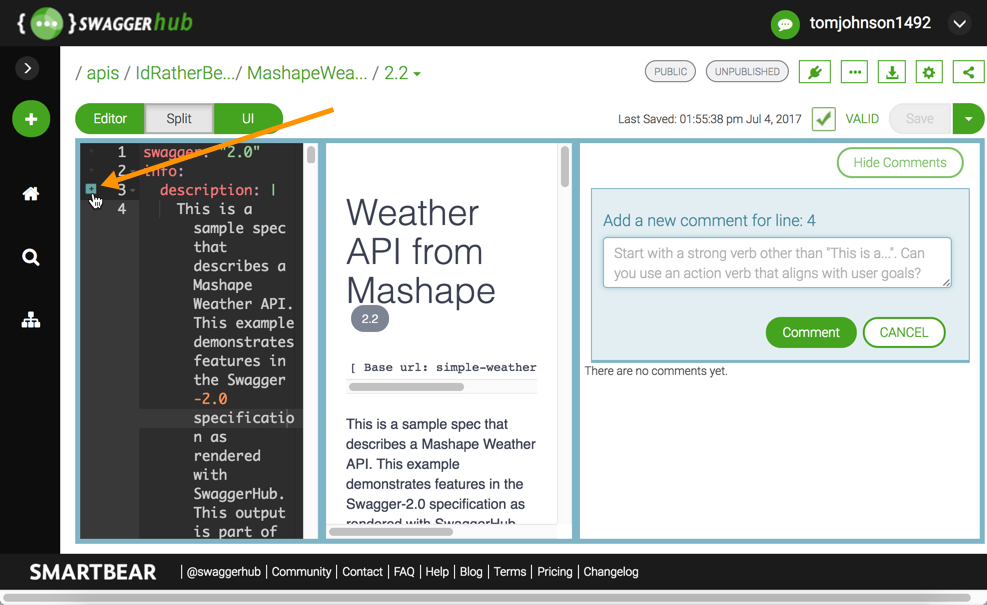 { ••• } SWAGGERhub
tomjohnson1492
/ apis / IdRatherBe.../ MashapeWea... / 2.2
PUBLIC
UNPUBLISHED
Editor
Split
UI
Last Saved: 01:55:38 pm Jul 4, 2017
VALID
Save
1 swagger: "2.0"
2 info:
3 description: |
4 This is a
sample spec
that
describes a
Mashape
Weather API.
This example
demonstrates
features in
the Swagger
-2.0
specificatio
n as
rendered
with
SwaggerHub.
This output
is part of
Weather
API from
Mashape
2.2
[ Base url: simple-weather
This is a sample spec that
describes a Mashape Weather
API. This example
demonstrates features in the
Swagger-2.0 specification as
rendered with SwaggerHub.
Hide Comments
Add a new comment for line: 4
Start with a strong verb other than "This is a...". Can
you use an action verb that aligns with user goals?
Comment
CANCEL
There are no comments yet.
SMARTBEAR
| @swaggerhub | Community | Contact | FAQ | Help | Blog | Terms | Pricing | Changelog